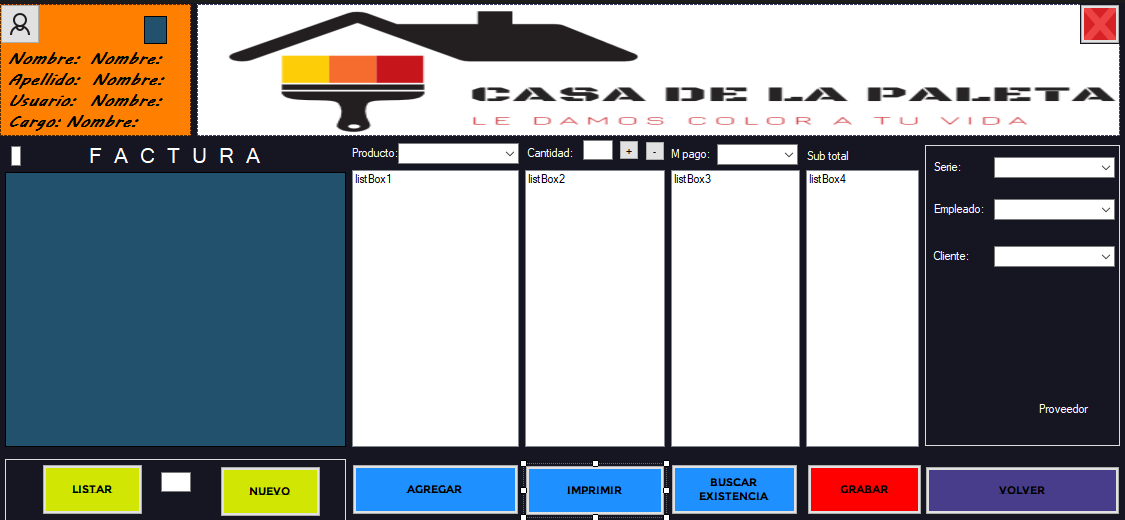 Nombre: Nombre:
Apellido: Nombre:
Usuario: Nombre:
Cargo: Nombre:
CASA DE LA PALETA
LE DAMOS COLOR A TU VIDA
FACTURA
Producto:
Cantidad:
+
-
M pago:
Sub total
listBox1
listBox2
listBox3
listBox4
Serie:
Empleado:
Cliente:
Proveedor
LISTAR
NUEVO
AGREGAR
IMPRIMIR
BUSCAR
EXISTENCIA
GRABAR
VOLVER